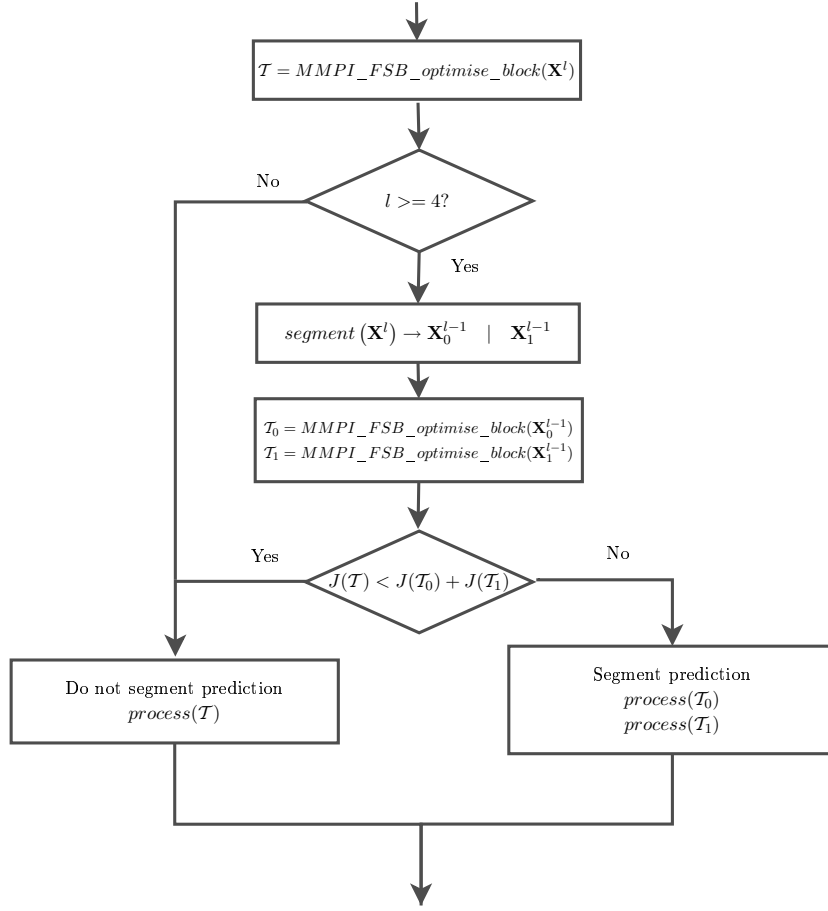 𝒯 = MMPI_FSB_optimise_block(𝐗^l)
No
l >= 4?
Yes
segment (𝐗^l) → 𝐗_0^{l−1} | 𝐗_1^{l−1}
𝒯_0 = MMPI_FSB_optimise_block(𝐗_0^{l−1})
𝒯_1 = MMPI_FSB_optimise_block(𝐗_1^{l−1})
Yes
No
J(𝒯) < J(𝒯_0) + J(𝒯_1)
Do not segment prediction
process(𝒯)
Segment prediction
process(𝒯_0)
process(𝒯_1)